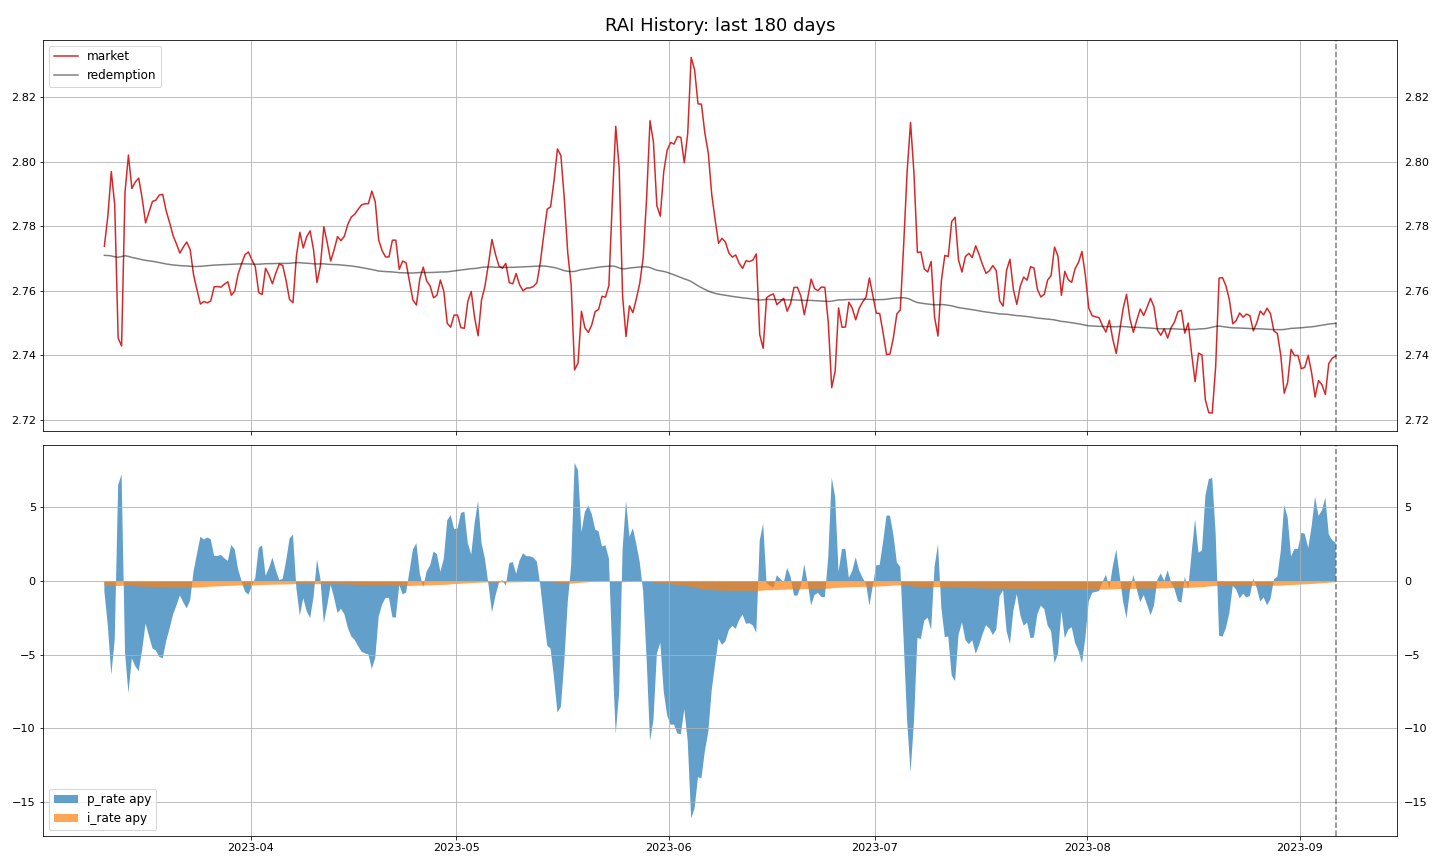 RAI History: last 180 days
market
redemption
2.82 2.82
2.80 2.80
2.78 2.78
2.76 2.76
2.74 2.74
2.72 2.72
5 5
0 0
−5 −5
−10 −10
−15 −15
p_rate apy
i_rate apy
2023-04 2023-05 2023-06 2023-07 2023-08 2023-09